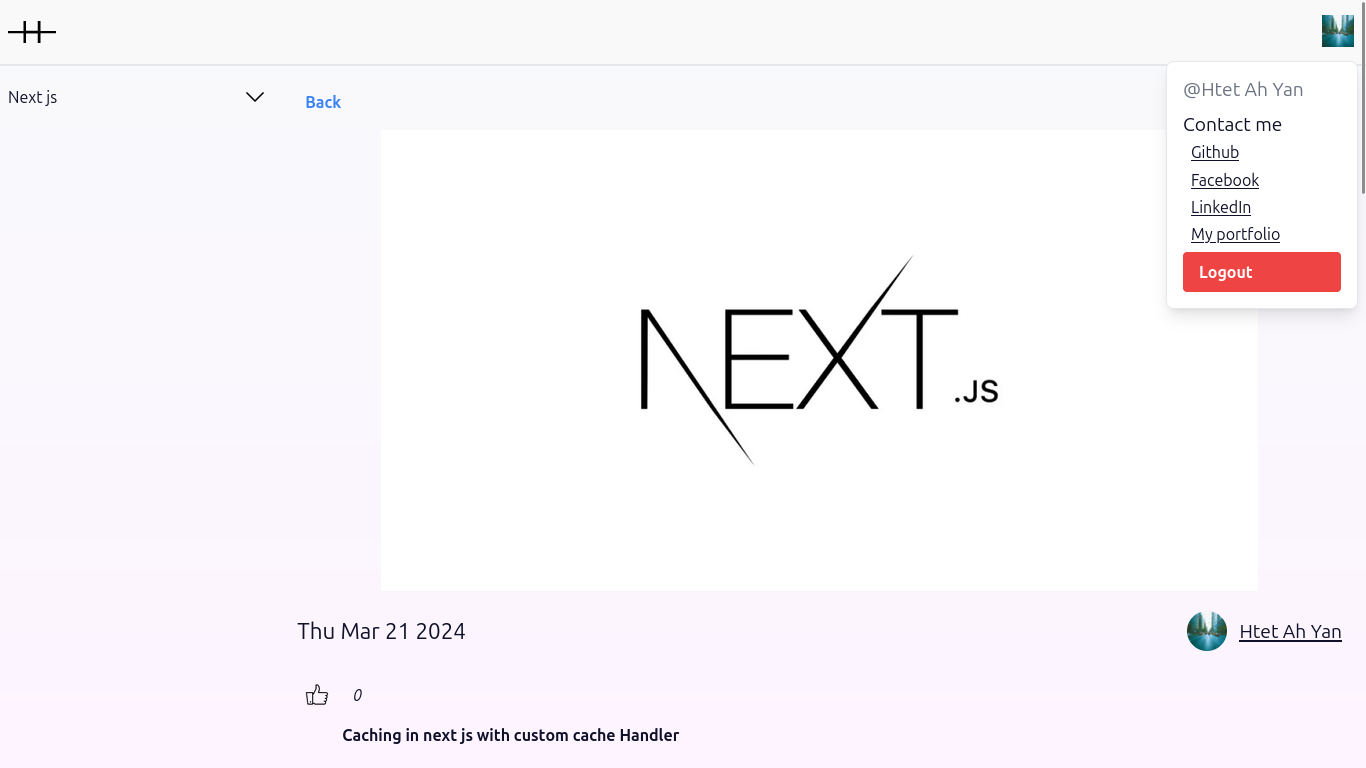 Next js
Back
@Htet Ah Yan
Contact me
Github
Facebook
LinkedIn
My portfolio
Logout
NEXT.JS
Thu Mar 21 2024
Htet Ah Yan
0
Caching in next js with custom cache Handler